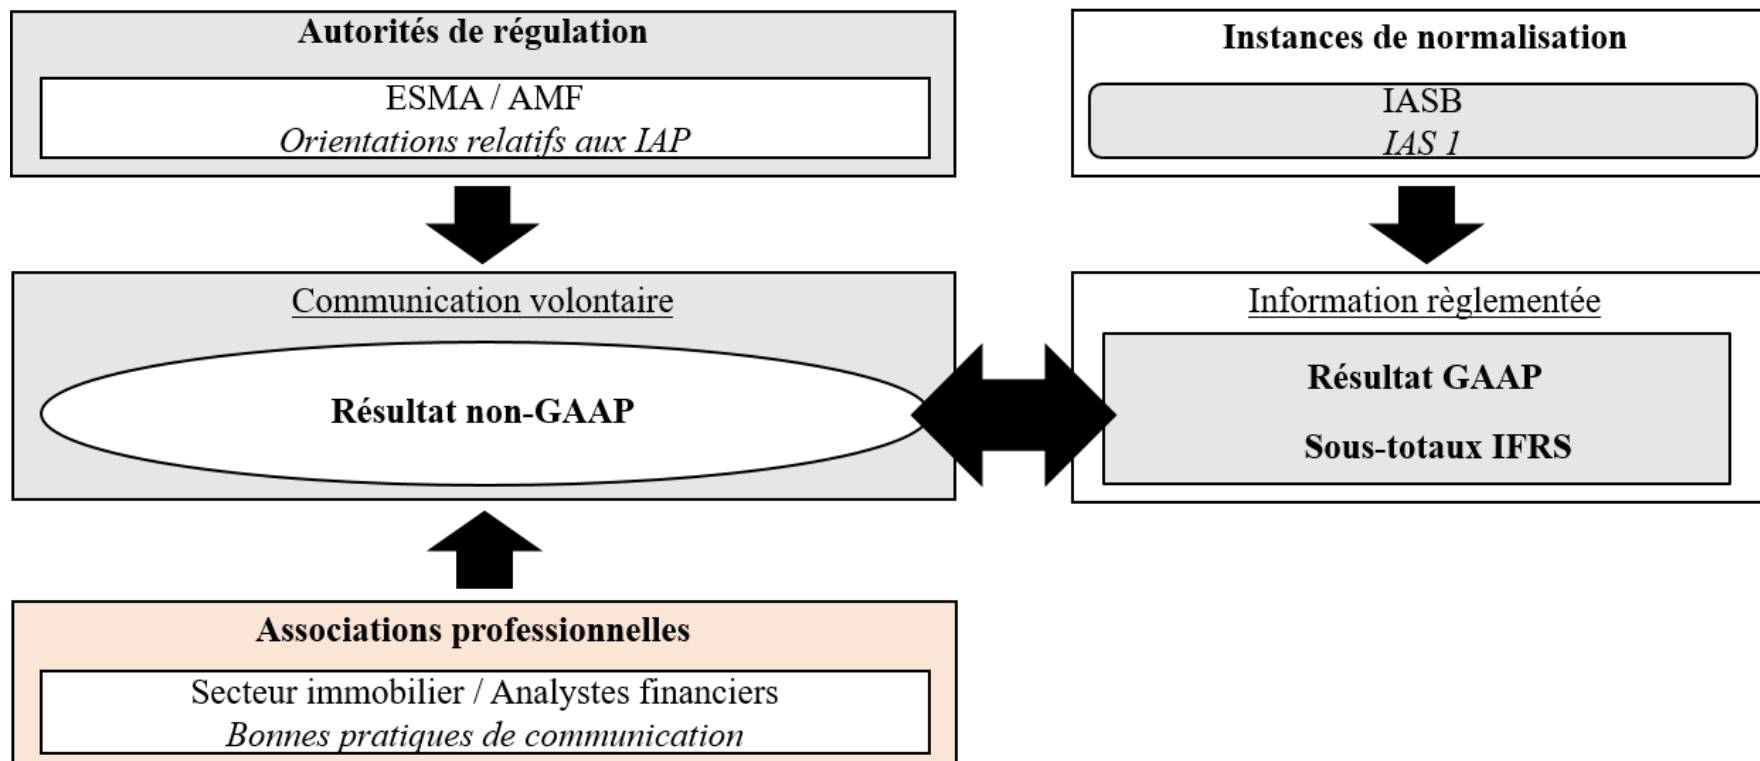 Autorités de régulation
ESMA / AMF
Orientations relatifs aux IAP
Instances de normalisation
IASB
IAS 1
Communication volontaire
Résultat non-GAAP
Information règlementée
Résultat GAAP
Sous-totaux IFRS
Associations professionnelles
Secteur immobilier / Analystes financiers
Bonnes pratiques de communication